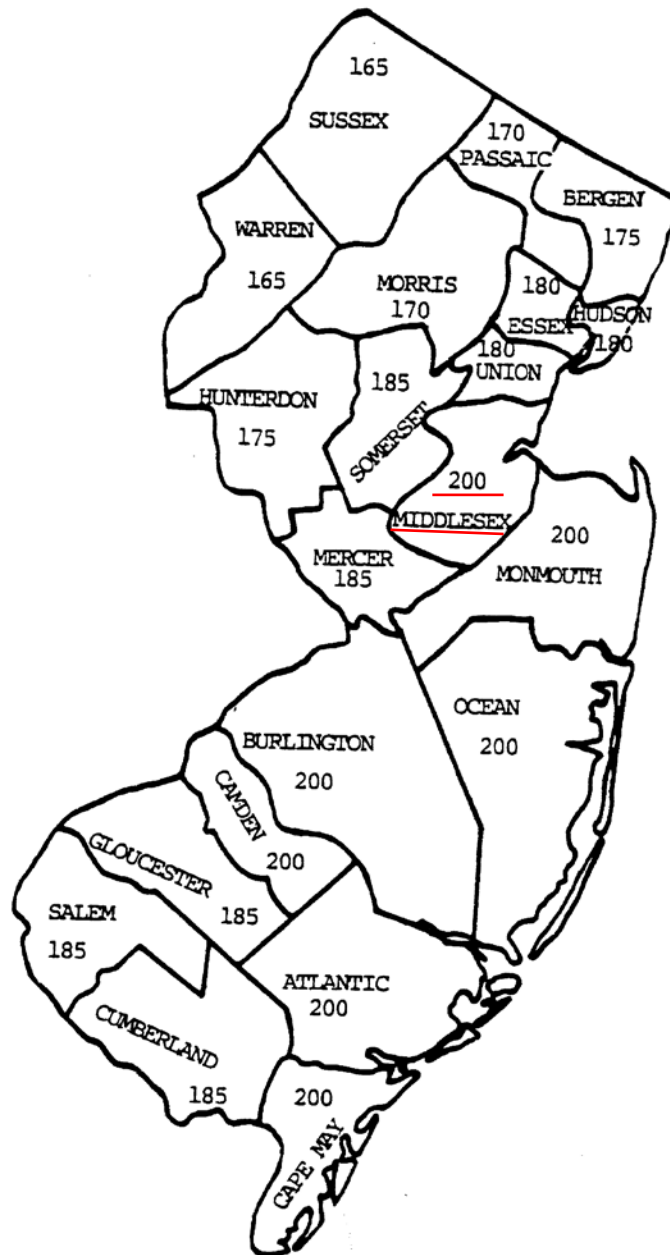 165
SUSSEX
170
PASSAIC
BERGEN
175
WARREN
165
MORRIS
170
180
ESSEX
HUDSON
180
180
UNION
HUNTERDON
175
185
SOMERSET
200
MIDDLESEX
MERCER
185
200
MONMOUTH
OCEAN
200
BURLINGTON
200
CAMDEN
200
GLOUCESTER
185
SALEM
185
ATLANTIC
200
CUMBERLAND
185
200
CAPE MAY